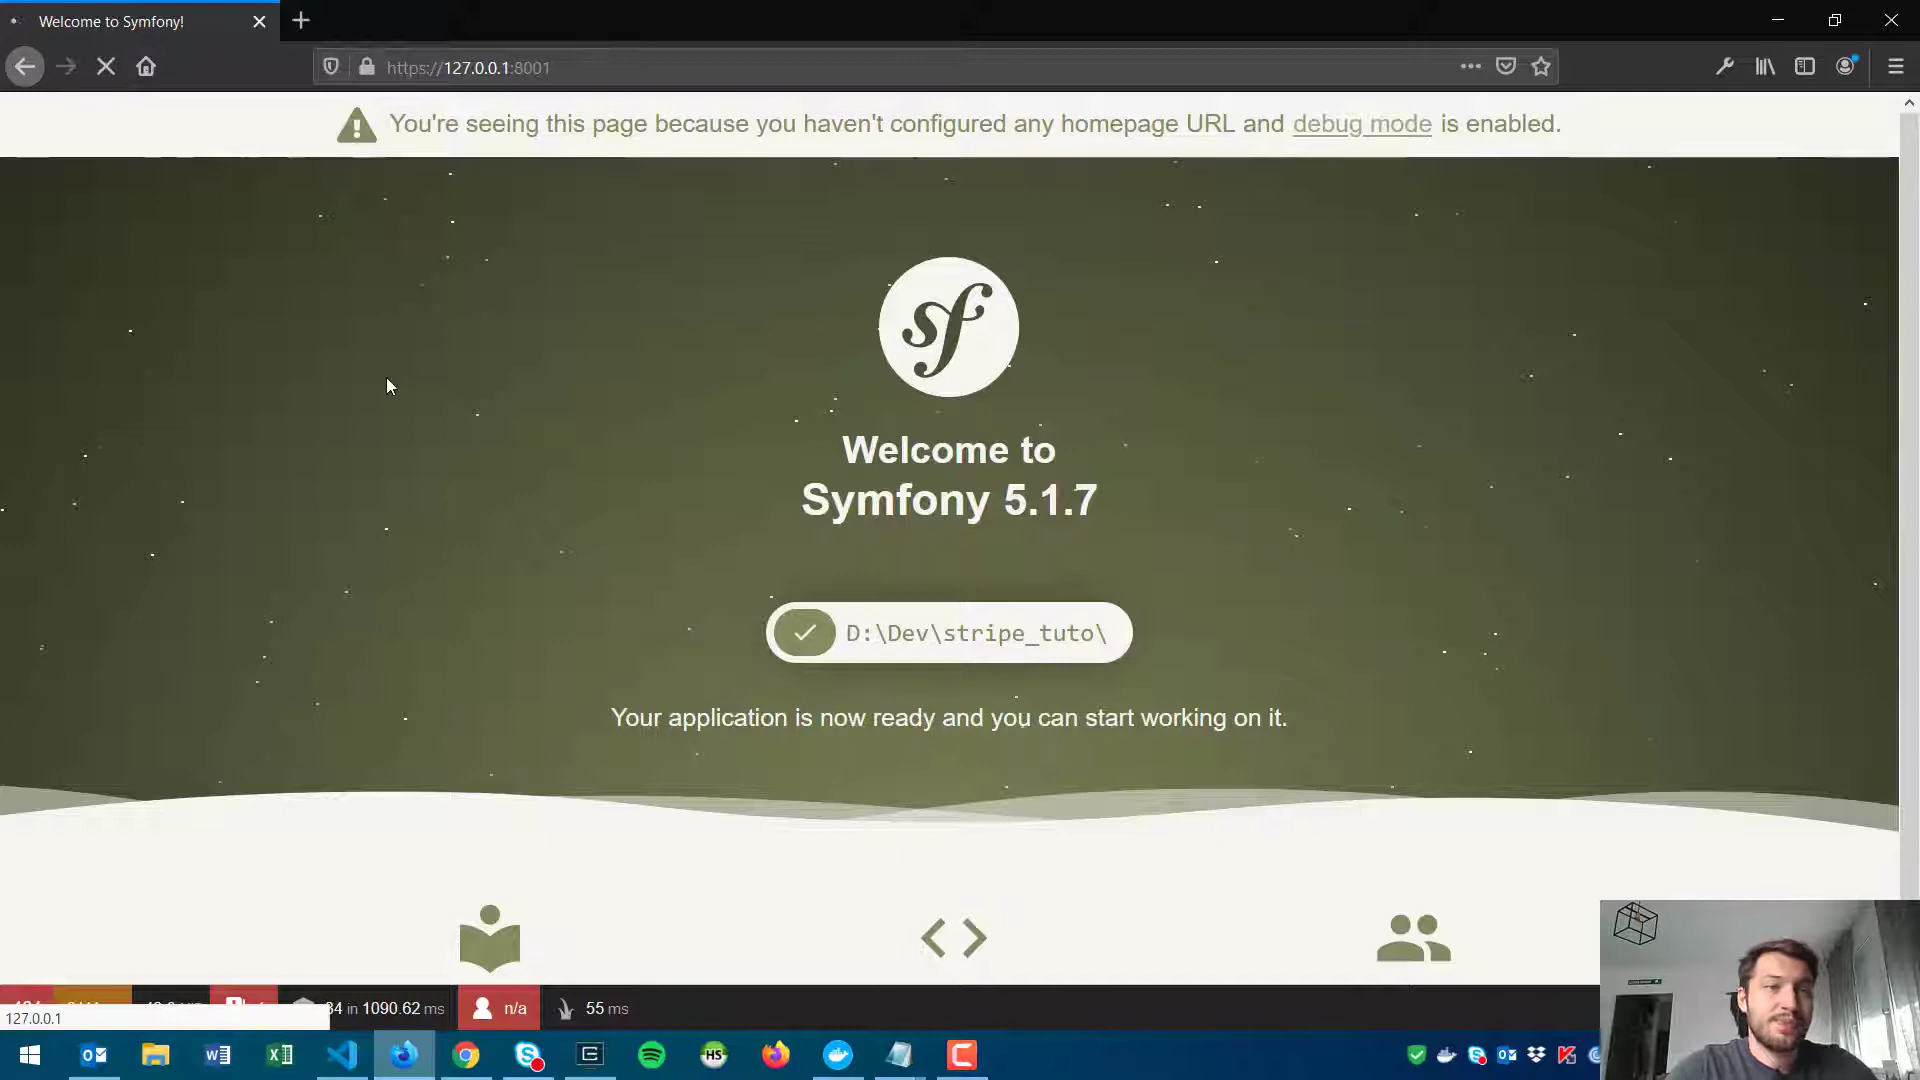 Welcome to Symfony!
https://127.0.0.1:8001
You're seeing this page because you haven't configured any homepage URL and debug mode is enabled.
sf
Welcome to
Symfony 5.1.7
D:\Dev\stripe_tuto\
Your application is now ready and you can start working on it.
in 1090.62 ms
n/a
55 ms
127.0.0.1
HS